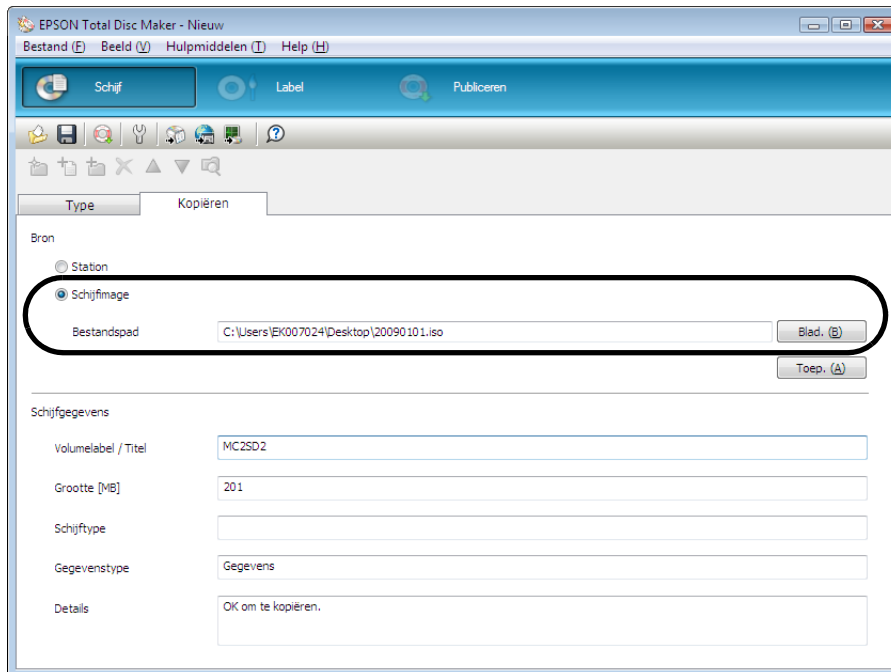 EPSON Total Disc Maker - Nieuw
Bestand (F) Beeld (V) Hulpmiddelen (T) Help (H)
Schijf Label Publiceren
Type Kopiëren
Bron
Station
Schijfimage
Bestandspad C:\Users\EK007024\Desktop\20090101.iso Blad. (B)
Toep. (A)
Schijfgegevens
Volumelabel / Titel MC2SD2
Grootte [MB] 201
Schijftype
Gegevenstype Gegevens
Details OK om te kopiëren.